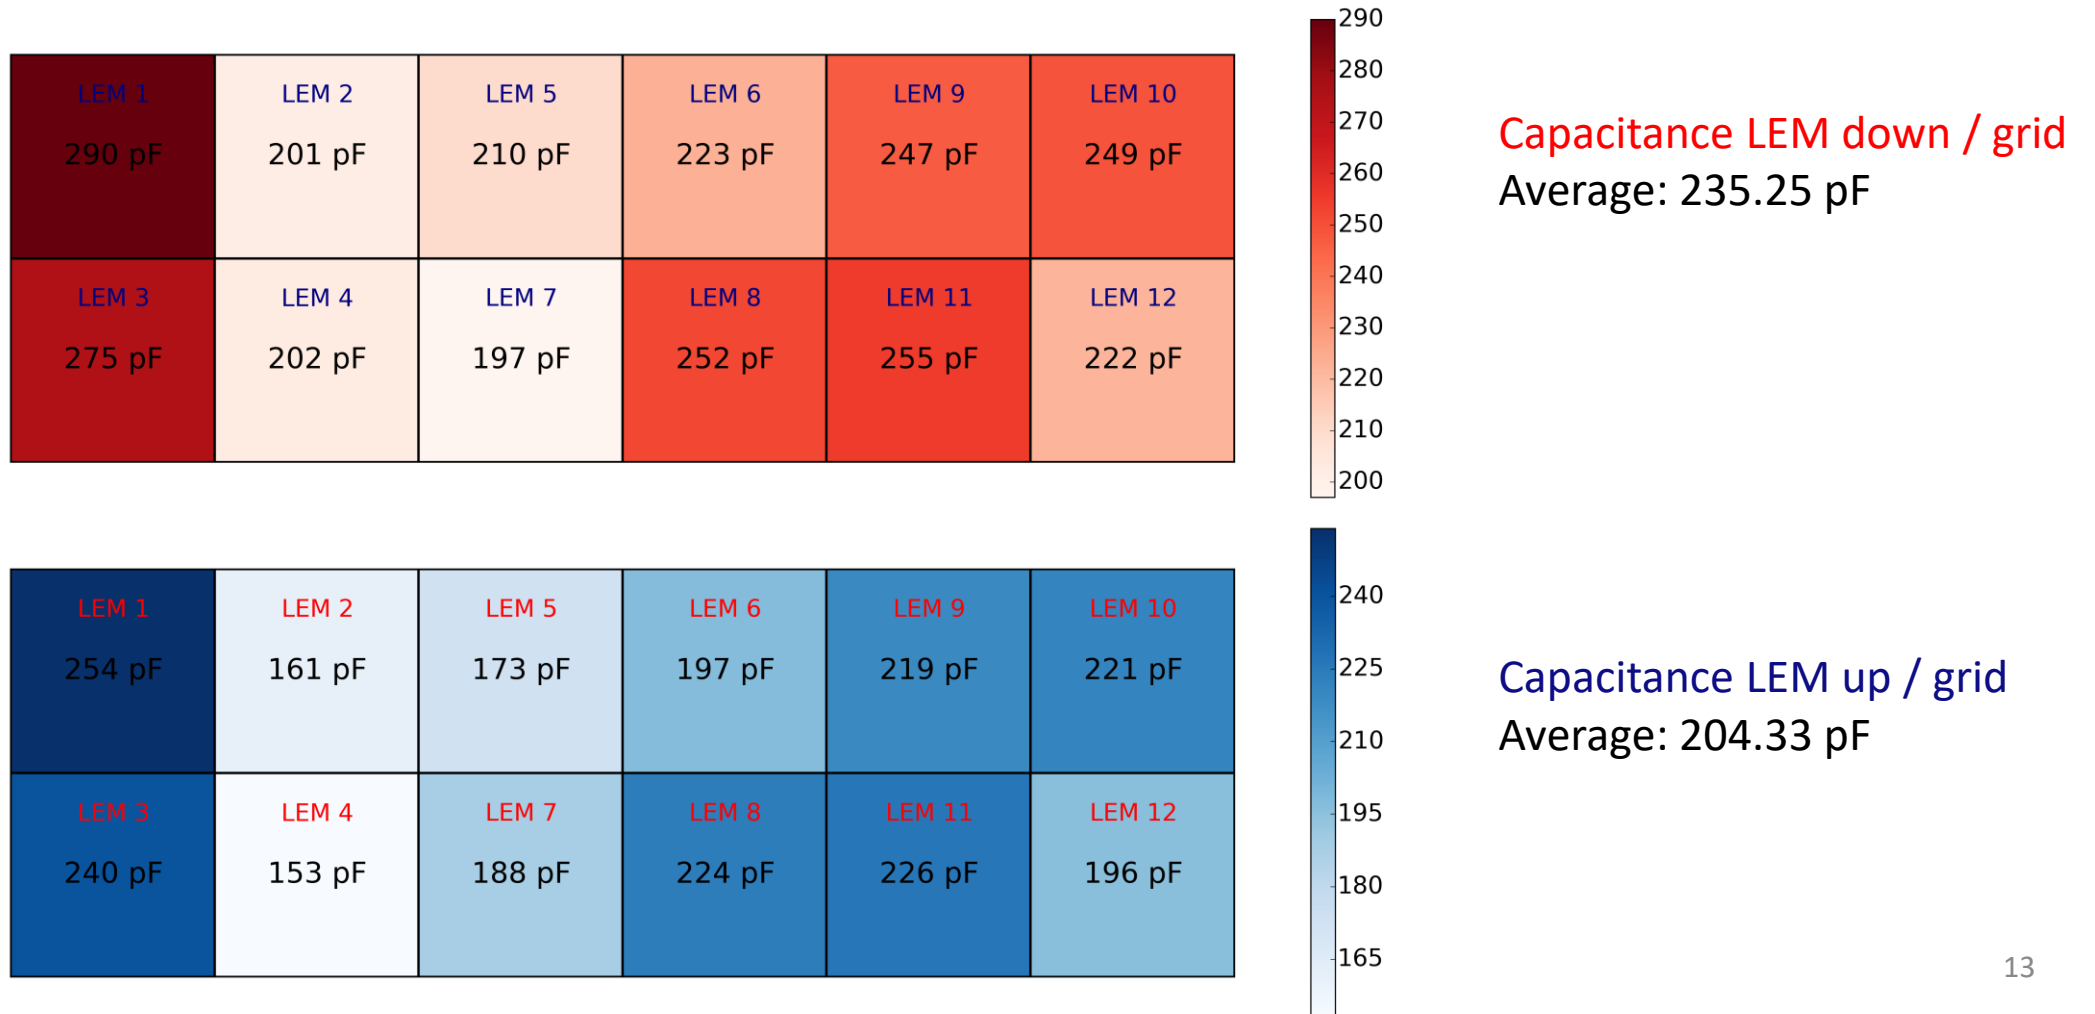 LEM 1 LEM 2 LEM 5 LEM 6 LEM 9 LEM 10
290 pF 201 pF 210 pF 223 pF 247 pF 249 pF
LEM 3 LEM 4 LEM 7 LEM 8 LEM 11 LEM 12
275 pF 202 pF 197 pF 252 pF 255 pF 222 pF
290
280
270
260
250
240
230
220
210
200
Capacitance LEM down / grid
Average: 235.25 pF
LEM 1 LEM 2 LEM 5 LEM 6 LEM 9 LEM 10
254 pF 161 pF 173 pF 197 pF 219 pF 221 pF
LEM 3 LEM 4 LEM 7 LEM 8 LEM 11 LEM 12
240 pF 153 pF 188 pF 224 pF 226 pF 196 pF
240
225
210
195
180
165
Capacitance LEM up / grid
Average: 204.33 pF
13